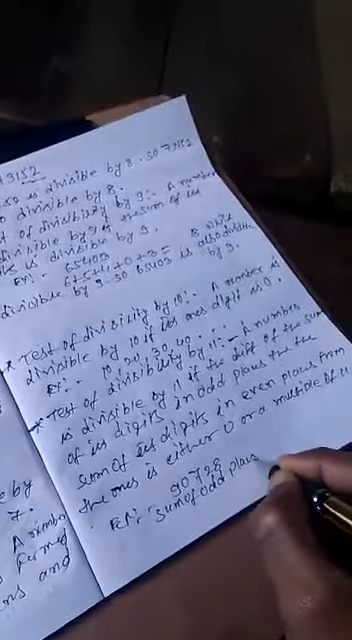 9152
is divisible by 8. so 79152
divisible by 8.
of divisibility by 9:- A number
divisible by 9 if sum of its
is divisible by 9.
Ex:- 65403
divisible by 9. so 65403 is also divisible by 9.
* Test of divisibility by 10:- A number is
divisible by 10 if its ones digit is 0.
Ex:- 10, 20, 30, 40 . . .
* Test of divisibility by 11:- A number
is divisible by 11 if the diff of the sum
of its digits in odd places the the
sum of its digits in even places from
the ones is either 0 or a multiple of 11
Ex:- 90728
sum of odd places
by
7.
A number
formed
and